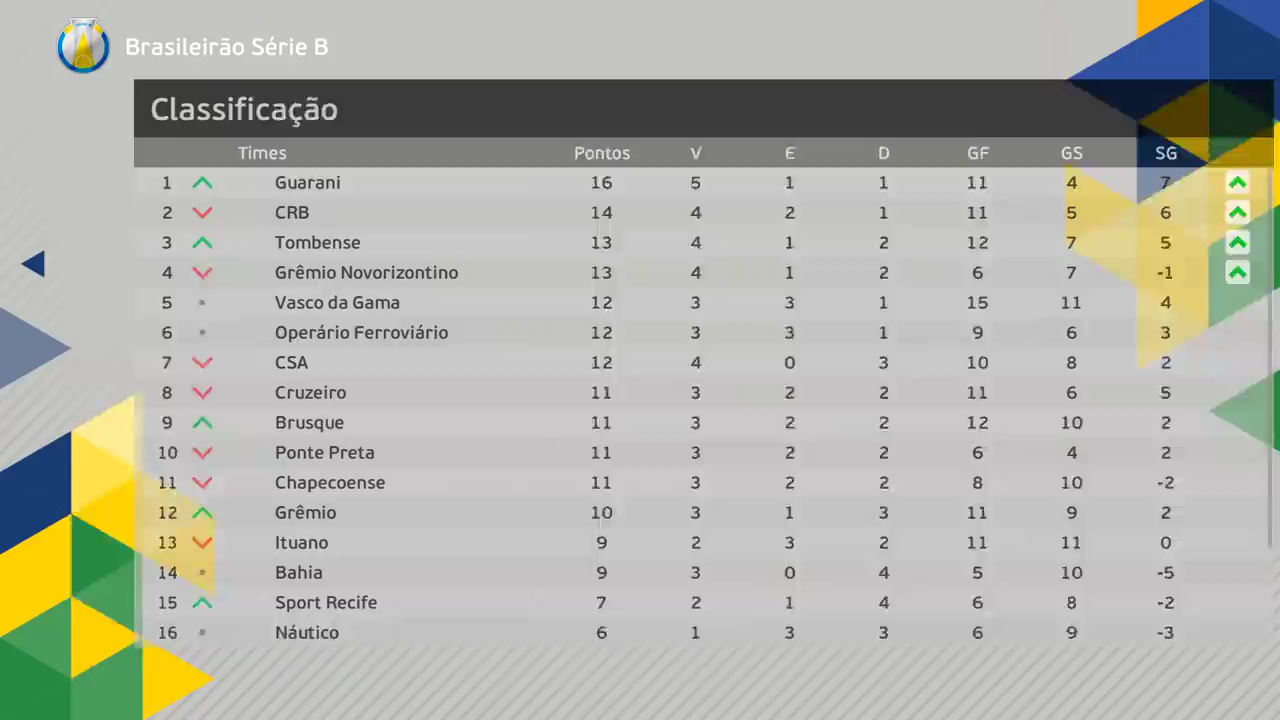 Brasileirão Série B
Classificação
Times Pontos V E D GF GS SG
1 Guarani 16 5 1 1 11 4 7
2 CRB 14 4 2 1 11 5 6
3 Tombense 13 4 1 2 12 7 5
4 Grêmio Novorizontino 13 4 1 2 6 7 -1
5 Vasco da Gama 12 3 3 1 15 11 4
6 Operário Ferroviário 12 3 3 1 9 6 3
7 CSA 12 4 0 3 10 8 2
8 Cruzeiro 11 3 2 2 11 6 5
9 Brusque 11 3 2 2 12 10 2
10 Ponte Preta 11 3 2 2 6 4 2
11 Chapecoense 11 3 2 2 8 10 -2
12 Grêmio 10 3 1 3 11 9 2
13 Ituano 9 2 3 2 11 11 0
14 Bahia 9 3 0 4 5 10 -5
15 Sport Recife 7 2 1 4 6 8 -2
16 Náutico 6 1 3 3 6 9 -3